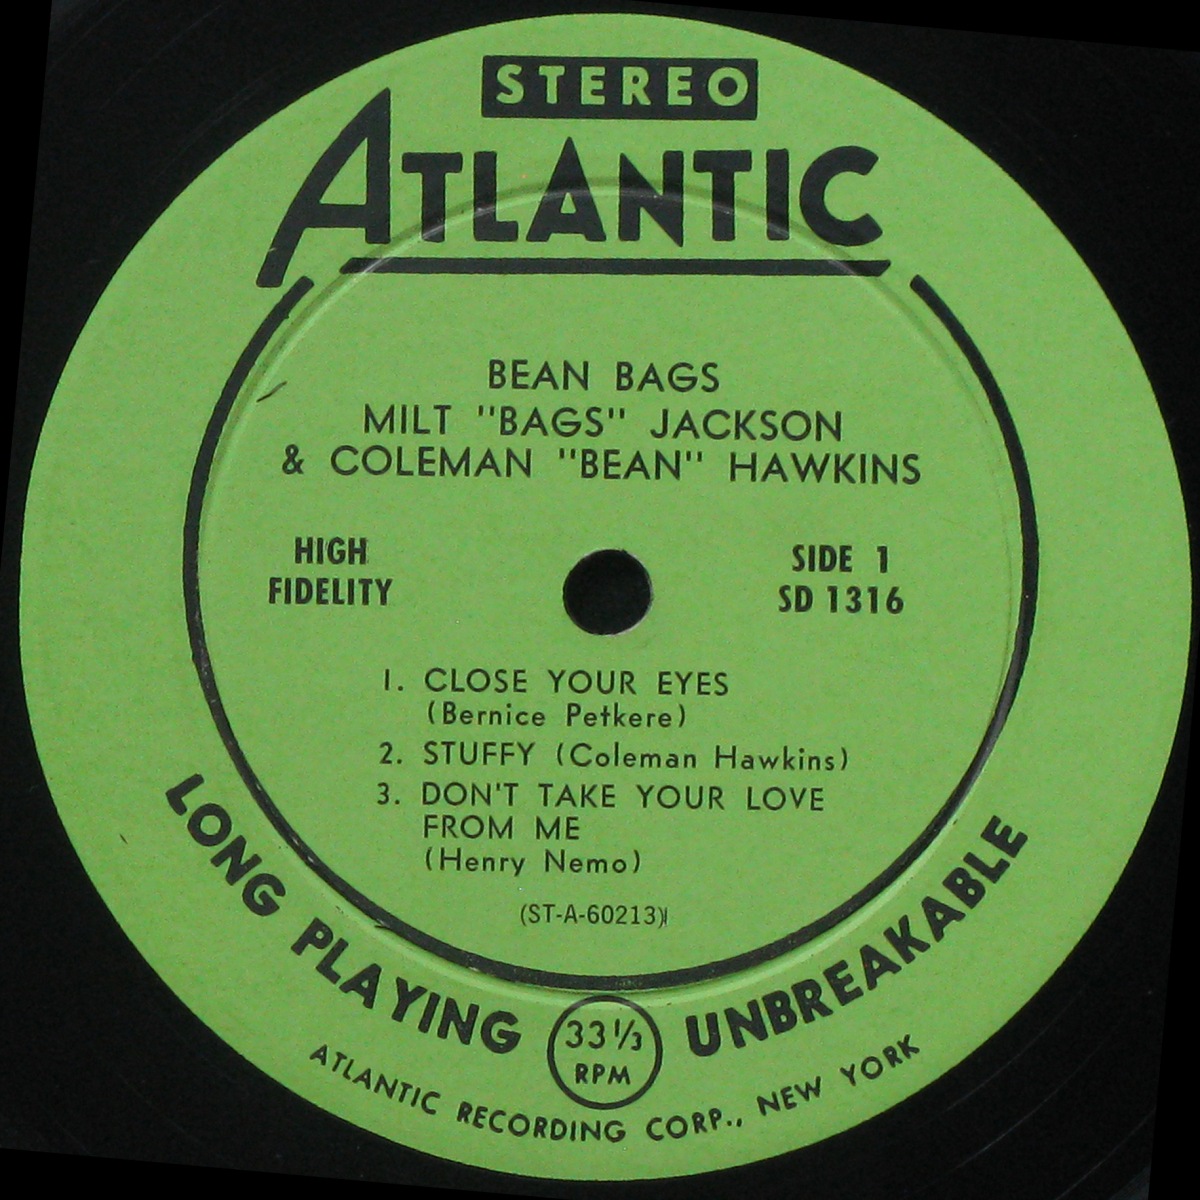 STEREO
ATLANTIC
BEAN BAGS
MILT "BAGS" JACKSON
& COLEMAN "BEAN" HAWKINS
HIGH
FIDELITY
SIDE 1
SD 1316
1. CLOSE YOUR EYES
(Bernice Petkere)
2. STUFFY (Coleman Hawkins)
3. DON'T TAKE YOUR LOVE
FROM ME
(Henry Nemo)
(ST-A-60213)
LONG PLAYING
33 1/3
RPM
UNBREAKABLE
ATLANTIC RECORDING CORP., NEW YORK